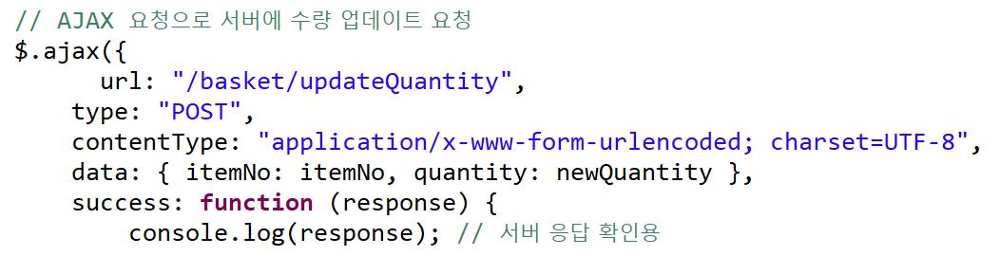 // AJAX 요청으로 서버에 수량 업데이트 요청
$.ajax({
      url: "/basket/updateQuantity",
    type: "POST",
    contentType: "application/x-www-form-urlencoded; charset=UTF-8",
    data: { itemNo: itemNo, quantity: newQuantity },
    success: function (response) {
        console.log(response); // 서버 응답 확인용